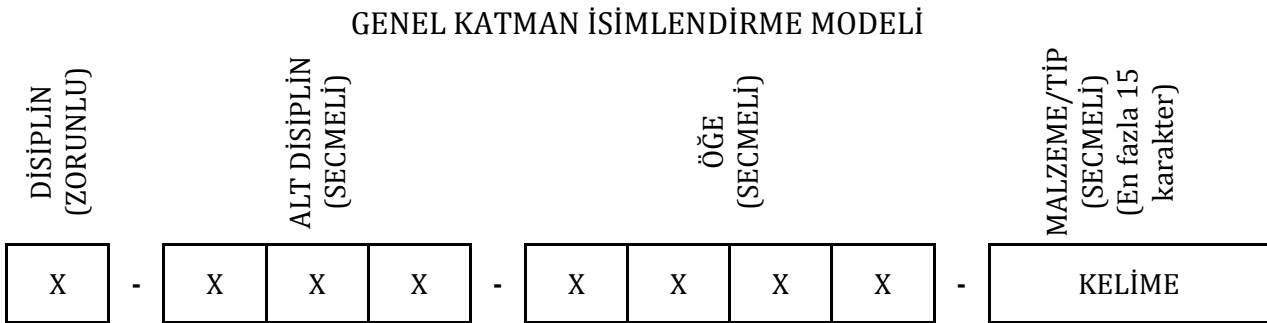 GENEL KATMAN İSİMLENDİRME MODELİ
DİSİPLİN
(ZORUNLU)
ALT DİSİPLİN
(SECMELİ)
ÖĞE
(SECMELİ)
MALZEME/TİP
(SECMELİ)
(En fazla 15
karakter)
X - X X X - X X X X - KELİME